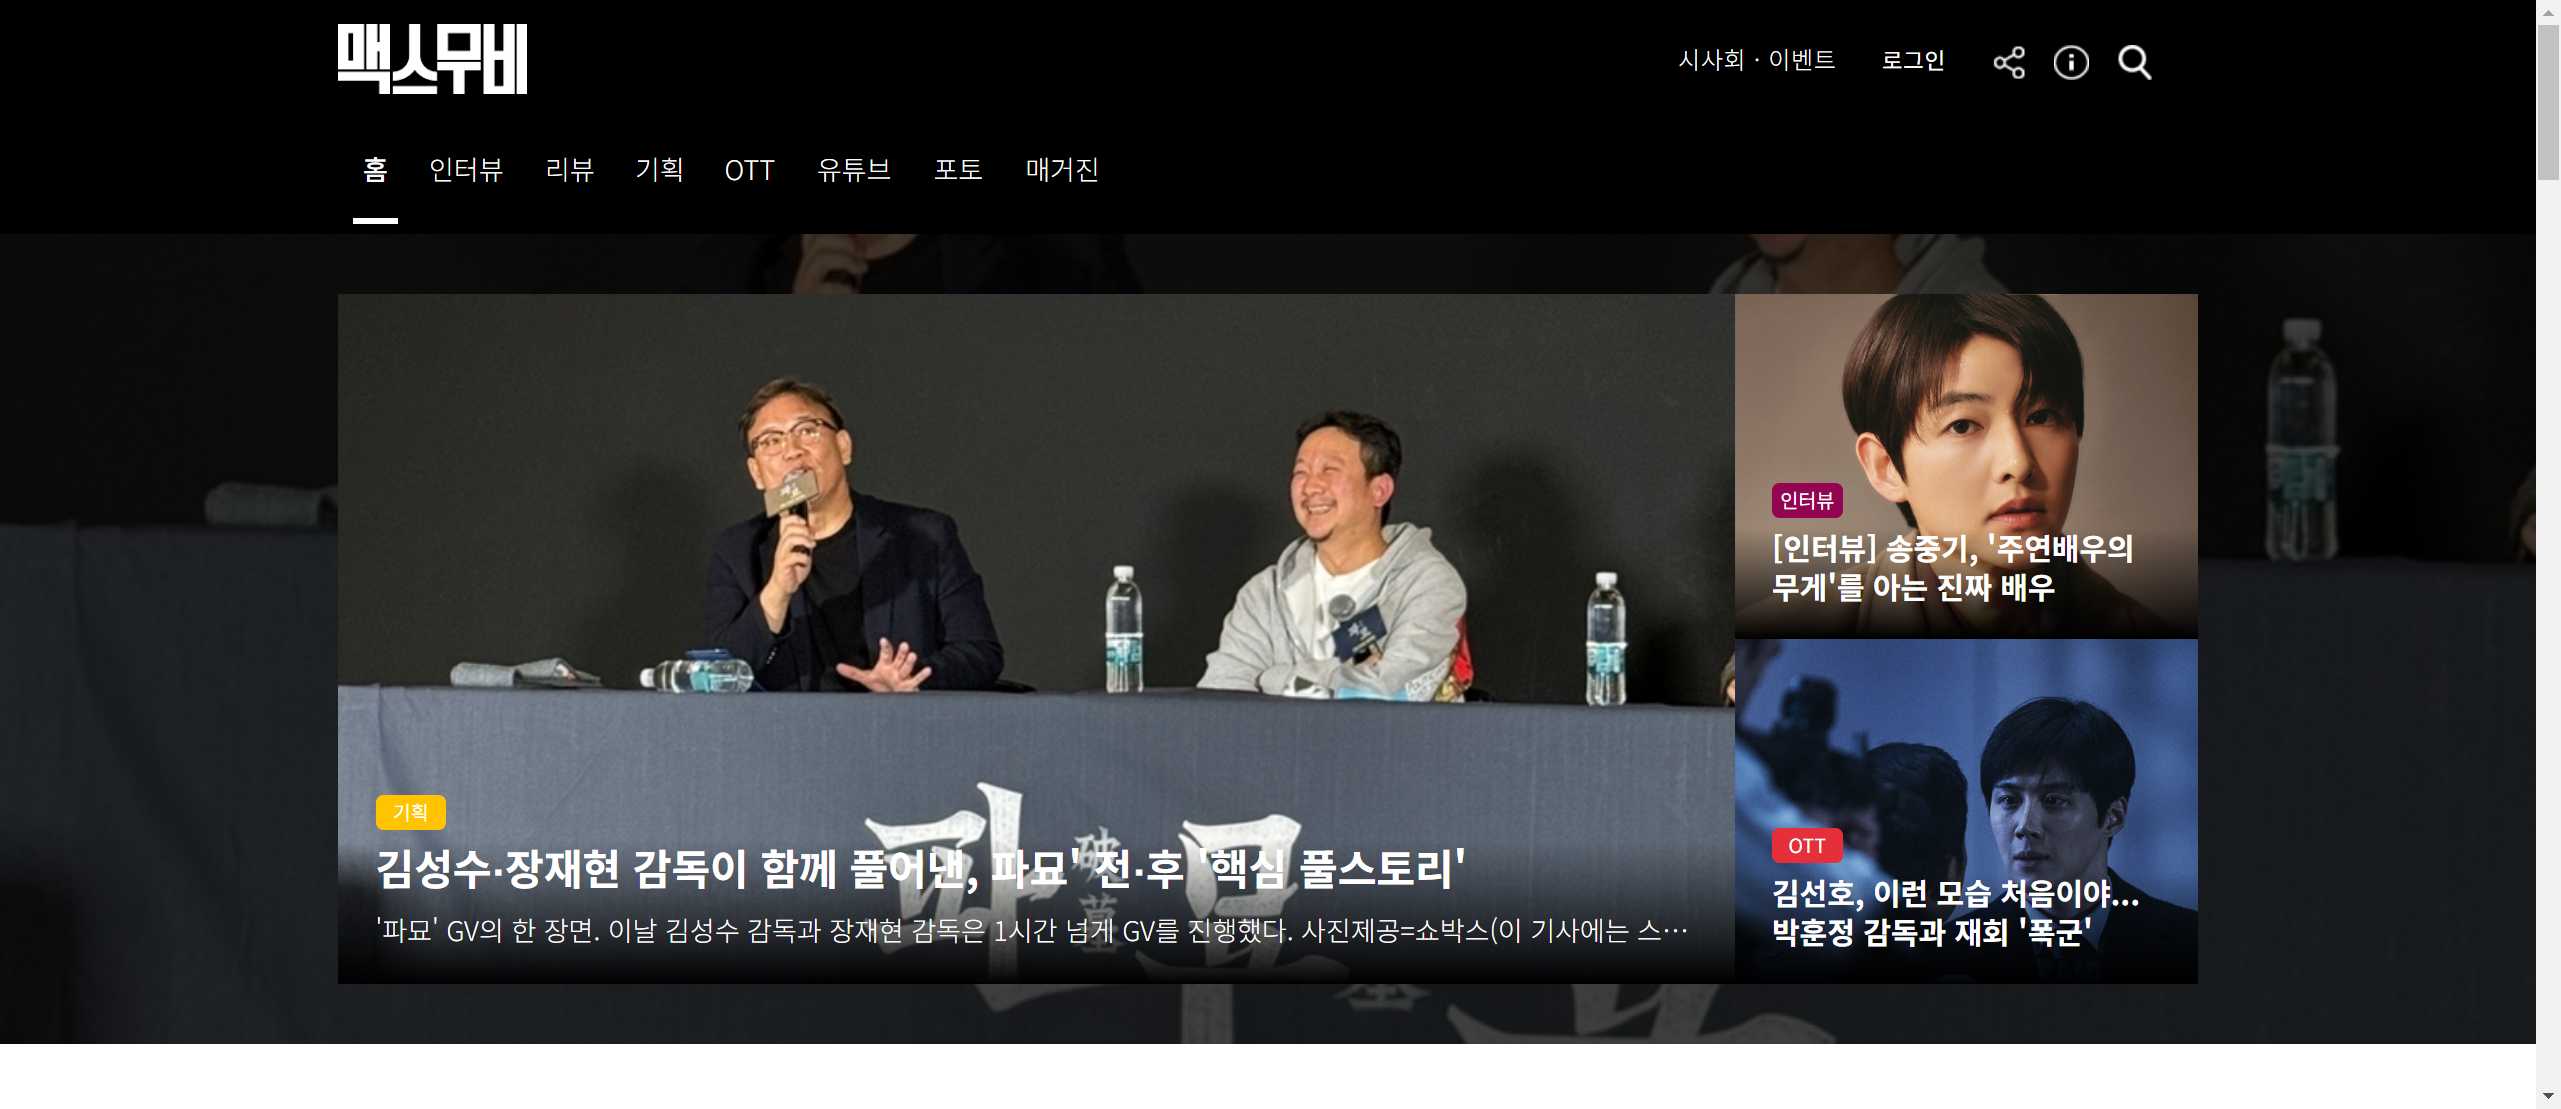 맥스무비
시사회 · 이벤트 로그인
홈 인터뷰 리뷰 기획 OTT 유튜브 포토 매거진
기획
김성수·장재현 감독이 함께 풀어낸, 파묘' 전·후 '핵심 풀스토리'
'파묘' GV의 한 장면. 이날 김성수 감독과 장재현 감독은 1시간 넘게 GV를 진행했다. 사진제공=쇼박스(이 기사에는 스…
파묘
破墓
인터뷰
[인터뷰] 송중기, '주연배우의
무게'를 아는 진짜 배우
OTT
김선호, 이런 모습 처음이야...
박훈정 감독과 재회 '폭군'